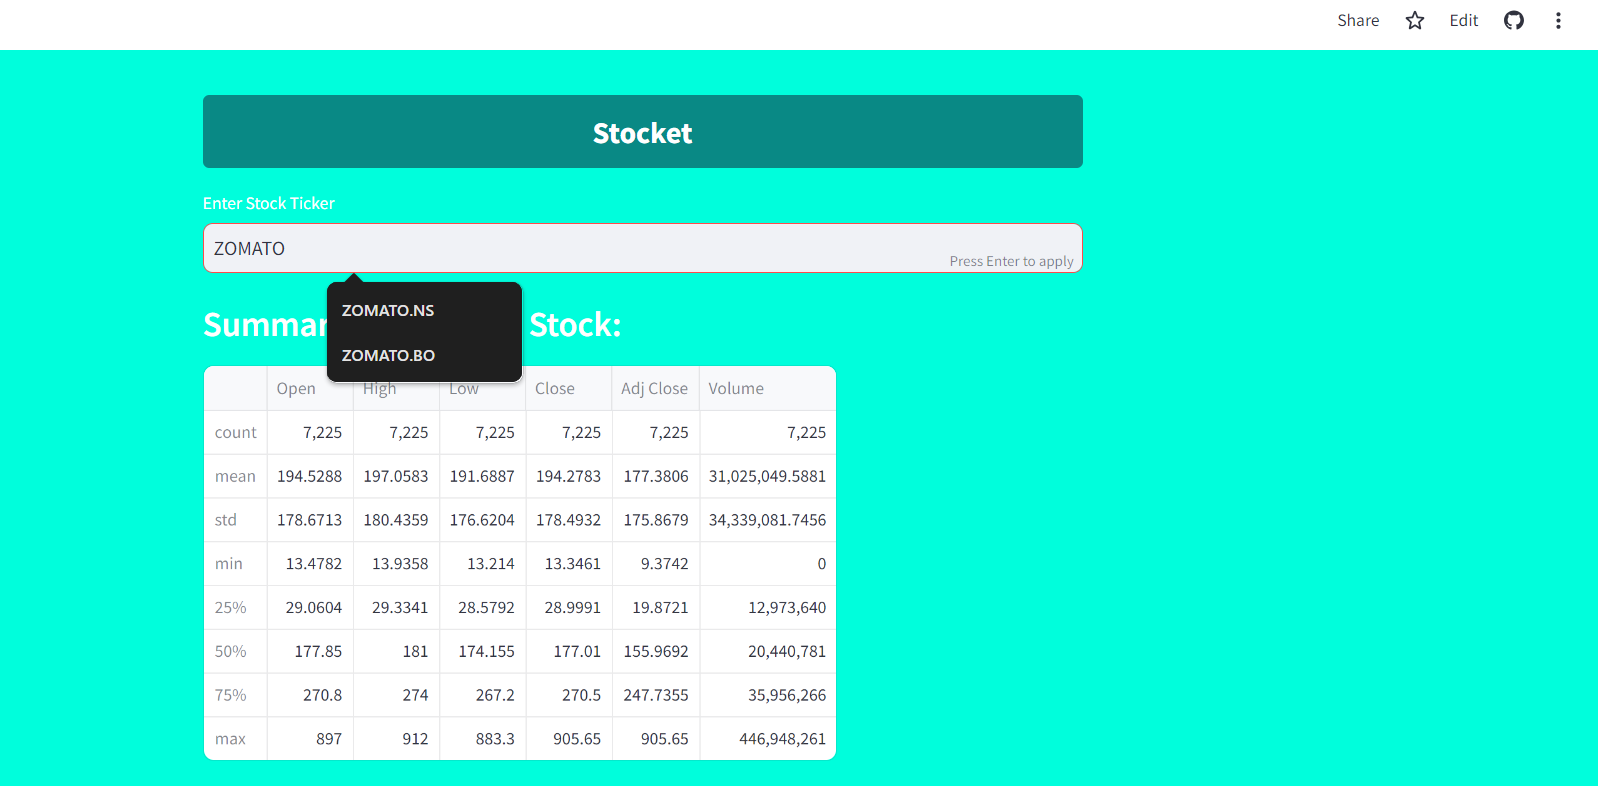 Share Edit
Stocket
Enter Stock Ticker
ZOMATO
Press Enter to apply
ZOMATO.NS
Stock:
ZOMATO.BO
Open High Low Close Adj Close Volume
count 7,225 7,225 7,225 7,225 7,225 7,225
mean 194.5288 197.0583 191.6887 194.2783 177.3806 31,025,049.5881
std 178.6713 180.4359 176.6204 178.4932 175.8679 34,339,081.7456
min 13.4782 13.9358 13.214 13.3461 9.3742 0
25% 29.0604 29.3341 28.5792 28.9991 19.8721 12,973,640
50% 177.85 181 174.155 177.01 155.9692 20,440,781
75% 270.8 274 267.2 270.5 247.7355 35,956,266
max 897 912 883.3 905.65 905.65 446,948,261